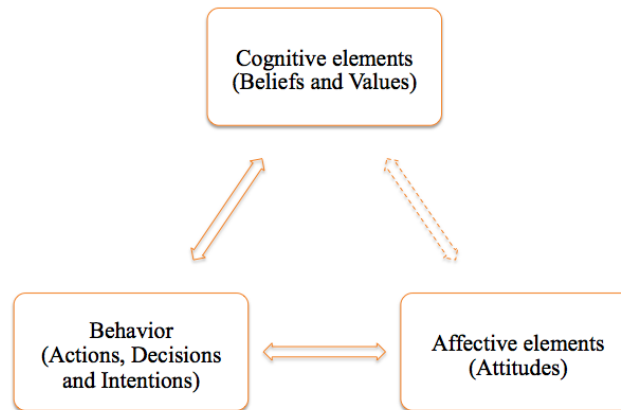 Cognitive elements
(Beliefs and Values)
Behavior
(Actions, Decisions
and Intentions)
Affective elements
(Attitudes)